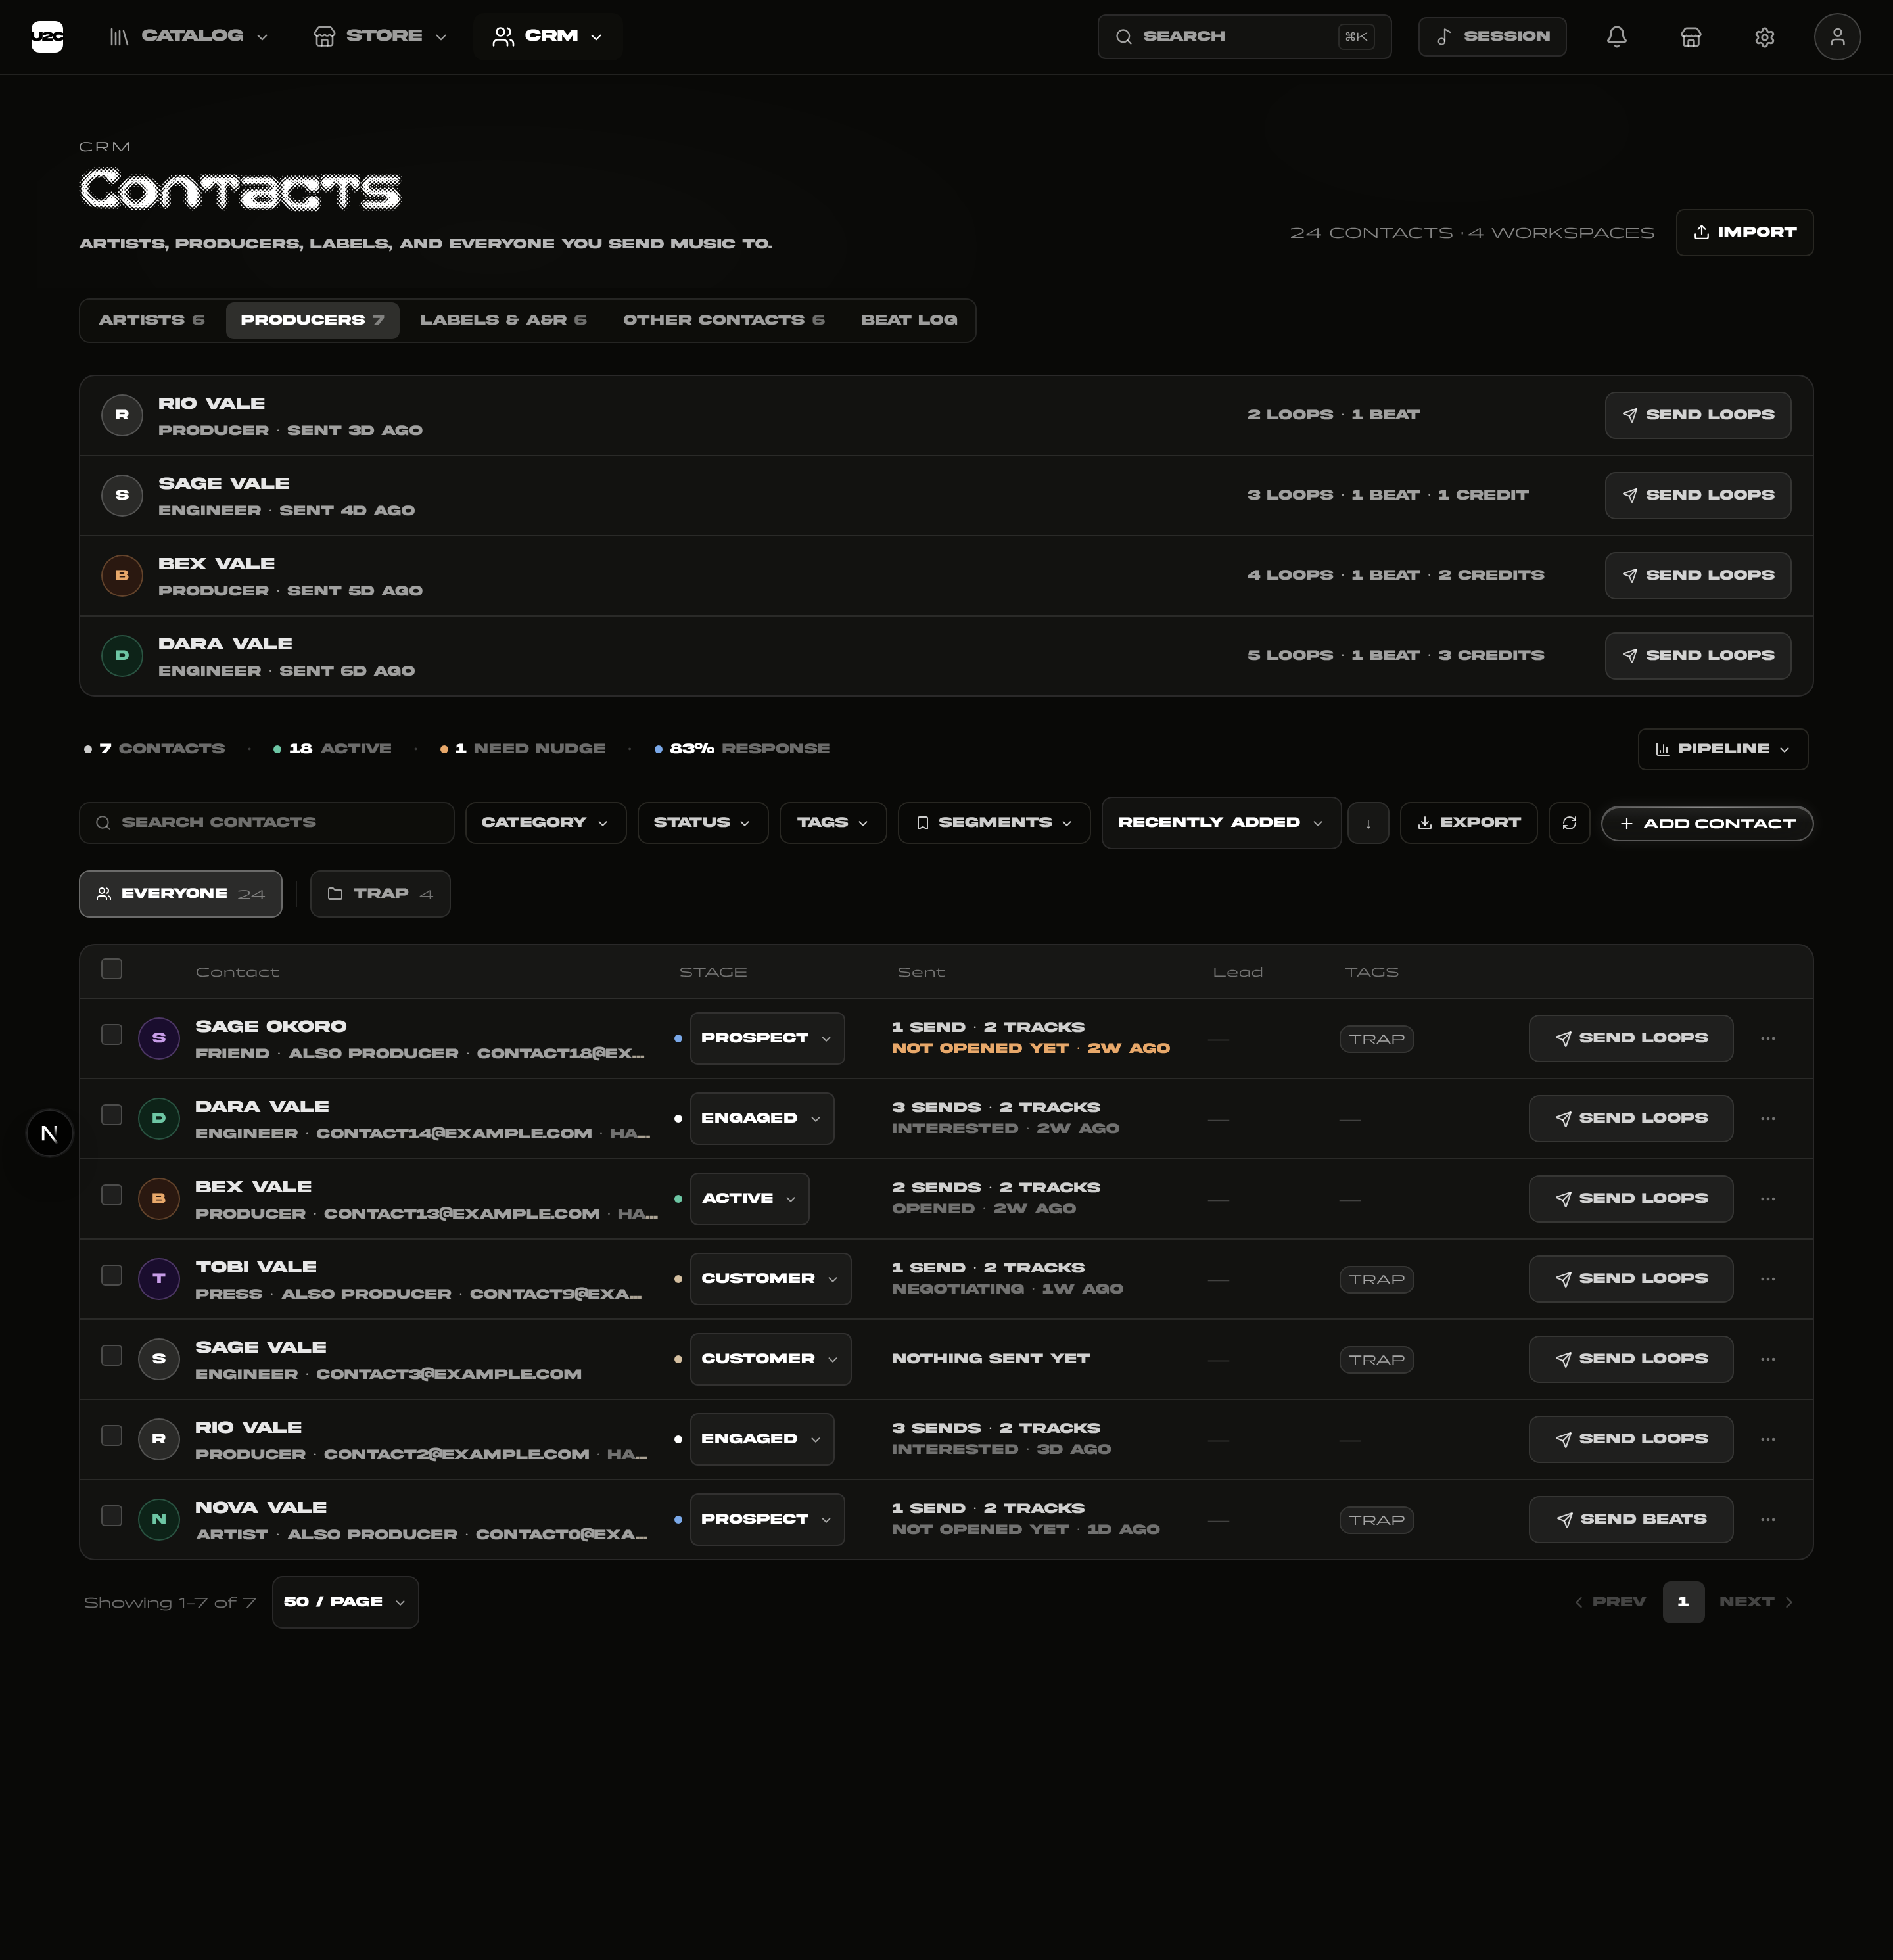 U2C CATALOG STORE CRM SEARCH ⌘K SESSION
CRM
Contacts
ARTISTS, PRODUCERS, LABELS, AND EVERYONE YOU SEND MUSIC TO.
24 CONTACTS · 4 WORKSPACES IMPORT
ARTISTS 6 PRODUCERS 7 LABELS & A&R 6 OTHER CONTACTS 6 BEAT LOG
R RIO VALE
PRODUCER · SENT 3D AGO
2 LOOPS · 1 BEAT SEND LOOPS
S SAGE VALE
ENGINEER · SENT 4D AGO
3 LOOPS · 1 BEAT · 1 CREDIT SEND LOOPS
B BEX VALE
PRODUCER · SENT 5D AGO
4 LOOPS · 1 BEAT · 2 CREDITS SEND LOOPS
D DARA VALE
ENGINEER · SENT 6D AGO
5 LOOPS · 1 BEAT · 3 CREDITS SEND LOOPS
7 CONTACTS · 18 ACTIVE · 1 NEED NUDGE · 83% RESPONSE PIPELINE
SEARCH CONTACTS CATEGORY STATUS TAGS SEGMENTS RECENTLY ADDED ↓ EXPORT + ADD CONTACT
EVERYONE 24 TRAP 4
Contact STAGE Sent Lead TAGS
S SAGE OKORO
FRIEND · ALSO PRODUCER · CONTACT18@EX...
PROSPECT
1 SEND · 2 TRACKS
NOT OPENED YET · 2W AGO
— TRAP SEND LOOPS ...
D DARA VALE
ENGINEER · CONTACT14@EXAMPLE.COM · HA...
ENGAGED
3 SENDS · 2 TRACKS
INTERESTED · 2W AGO
— — SEND LOOPS ...
B BEX VALE
PRODUCER · CONTACT13@EXAMPLE.COM · HA...
ACTIVE
2 SENDS · 2 TRACKS
OPENED · 2W AGO
— — SEND LOOPS ...
T TOBI VALE
PRESS · ALSO PRODUCER · CONTACT9@EXA...
CUSTOMER
1 SEND · 2 TRACKS
NEGOTIATING · 1W AGO
— TRAP SEND LOOPS ...
S SAGE VALE
ENGINEER · CONTACT3@EXAMPLE.COM
CUSTOMER
NOTHING SENT YET
— TRAP SEND LOOPS ...
R RIO VALE
PRODUCER · CONTACT2@EXAMPLE.COM · HA...
ENGAGED
3 SENDS · 2 TRACKS
INTERESTED · 3D AGO
— — SEND LOOPS ...
N NOVA VALE
ARTIST · ALSO PRODUCER · CONTACT0@EXA...
PROSPECT
1 SEND · 2 TRACKS
NOT OPENED YET · 1D AGO
— TRAP SEND BEATS ...
N
Showing 1-7 of 7 50 / PAGE PREV 1 NEXT